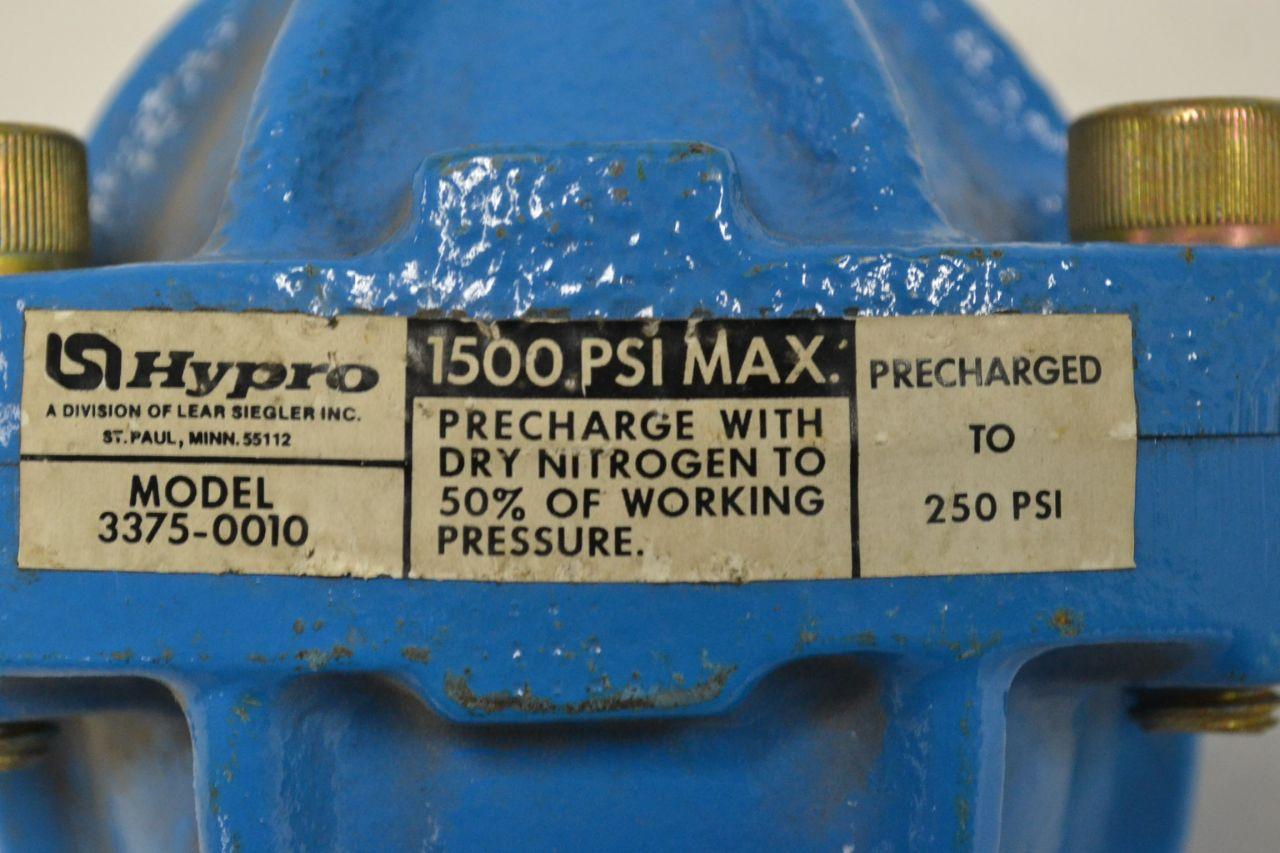 Hypro
A DIVISION OF LEAR SIEGLER INC.
ST. PAUL, MINN. 55112
MODEL
3375-0010
1500 PSI MAX.
PRECHARGE WITH
DRY NITROGEN TO
50% OF WORKING
PRESSURE.
PRECHARGED
TO
250 PSI